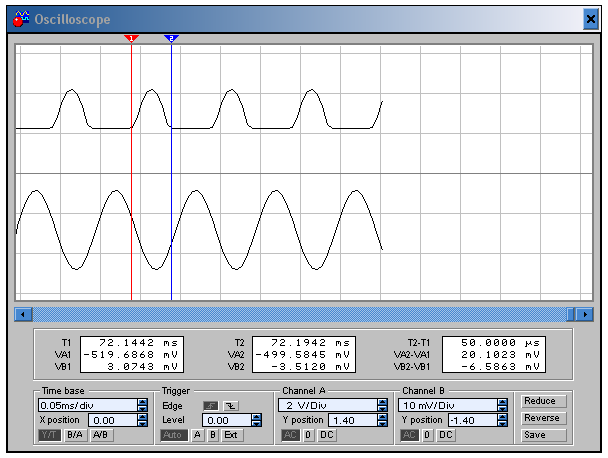 Oscilloscope
1 2
T1 72.1442 ms T2 72.1942 ms T2-T1 50.0000 µs
VA1 -519.6868 mV VA2 -499.5845 mV VA2-VA1 20.1023 mV
VB1 3.0743 mV VB2 -3.5120 mV VB2-VB1 -6.5863 mV
Time base Trigger Channel A Channel B Reduce
0.05ms/div Edge 2 V/Div 10 mV/Div
X position 0.00 Level 0.00 Y position 1.40 Y position -1.40 Reverse
Y/T B/A A/B Auto A B Ext AC 0 DC AC 0 DC Save